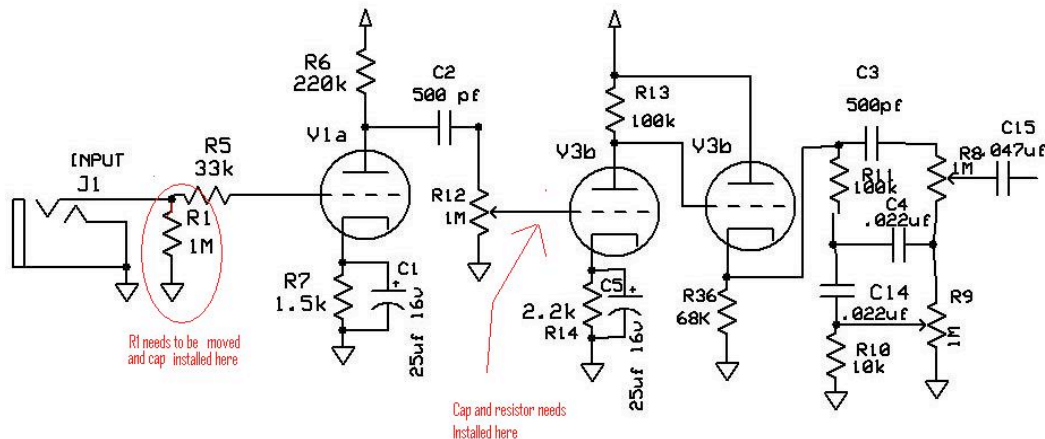 INPUT
J1
R5
33k
R1
1M
R1 needs to be moved
and cap installed here
R6
220k
V1a
R7
1.5k
C1
+
25uf 16v
C2
500 pf
R12
1M
Cap and resistor needs
Installed here
R13
100k
V3b
2.2k
R14
C5
+
25uf 16v
V3b
R36
68K
C3
500pf
R11
100k
C4
.022uf
C14
.022uf
R10
10k
R8
1M
R9
1M
C15
.047uf